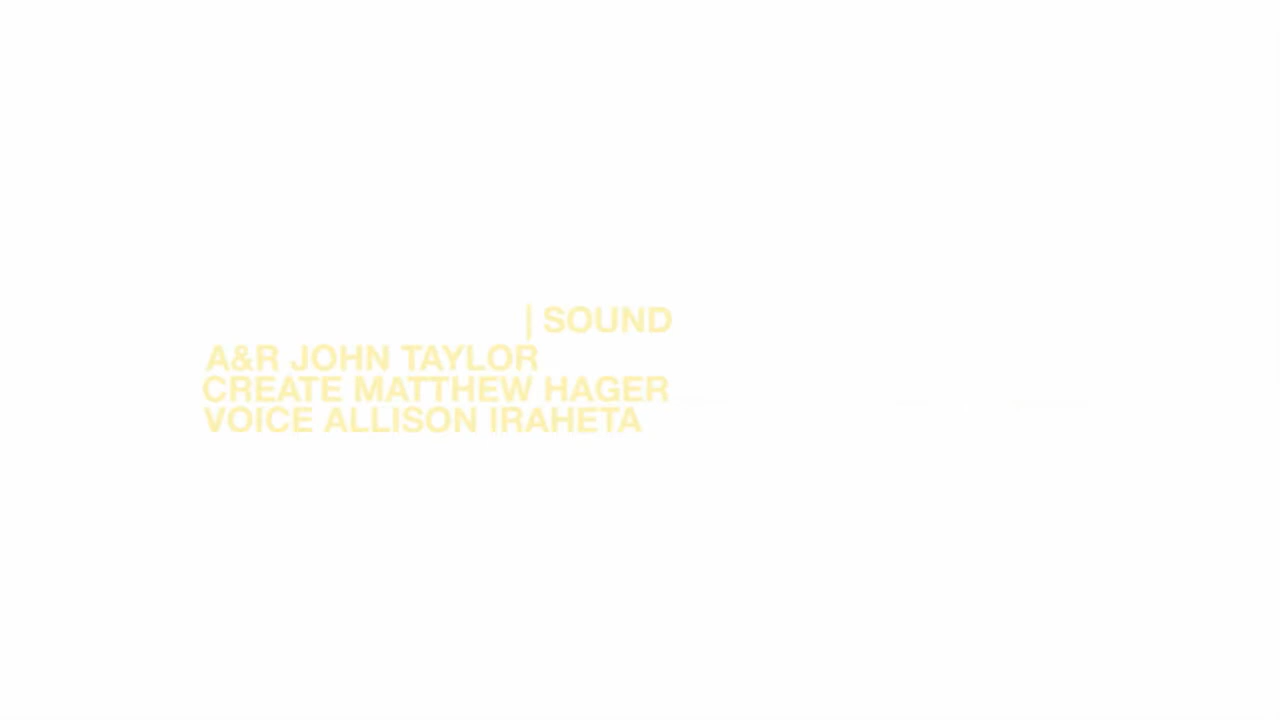 | SOUND
A&R JOHN TAYLOR
CREATE MATTHEW HAGER
VOICE ALLISON IRAHETA